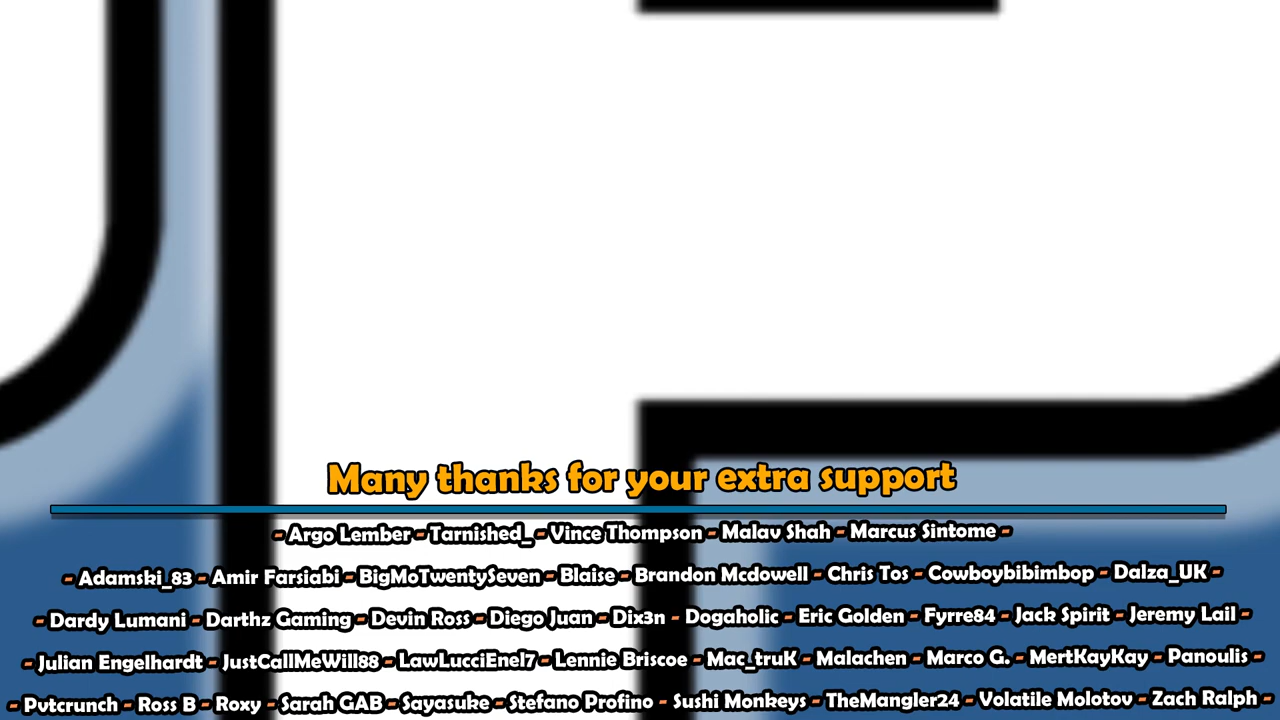 Many thanks for your extra support
- Argo Lember - Tarnished_ - Vince Thompson - Malav Shah - Marcus Sintome -
- Adamski_83 - Amir Farsiabi - BigMoTwentySeven - Blaise - Brandon Mcdowell - Chris Tos - Cowboybibimbop - Dalza_UK -
- Dardy Lumani - Darthz Gaming - Devin Ross - Diego Juan - Dix3n - Dogaholic - Eric Golden - Fyrre84 - Jack Spirit - Jeremy Lail -
- Julian Engelhardt - JustCallMeWill88 - LawLucciEnel7 - Lennie Briscoe - Mac_truK - Malachen - Marco G. - MertKayKay - Panoulis -
- Pvtcrunch - Ross B - Roxy - Sarah GAB - Sayasuke - Stefano Profino - Sushi Monkeys - TheMangler24 - Volatile Molotov - Zach Ralph -